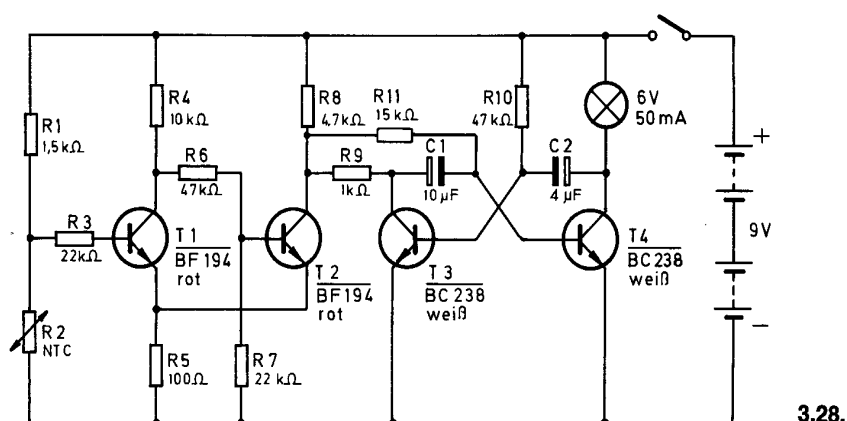 R1
1,5kΩ
R4
10kΩ
R8
4,7kΩ
R11
15kΩ
R10
47kΩ
6V
50mA
R6
47kΩ
R9
1kΩ
C1
10µF
C2
4µF
+
R3
22kΩ
T1
BF194
rot
T2
BF194
rot
T3
BC238
weiß
T4
BC238
weiß
9V
R2
NTC
R5
100Ω
R7
22kΩ
−
3.28.